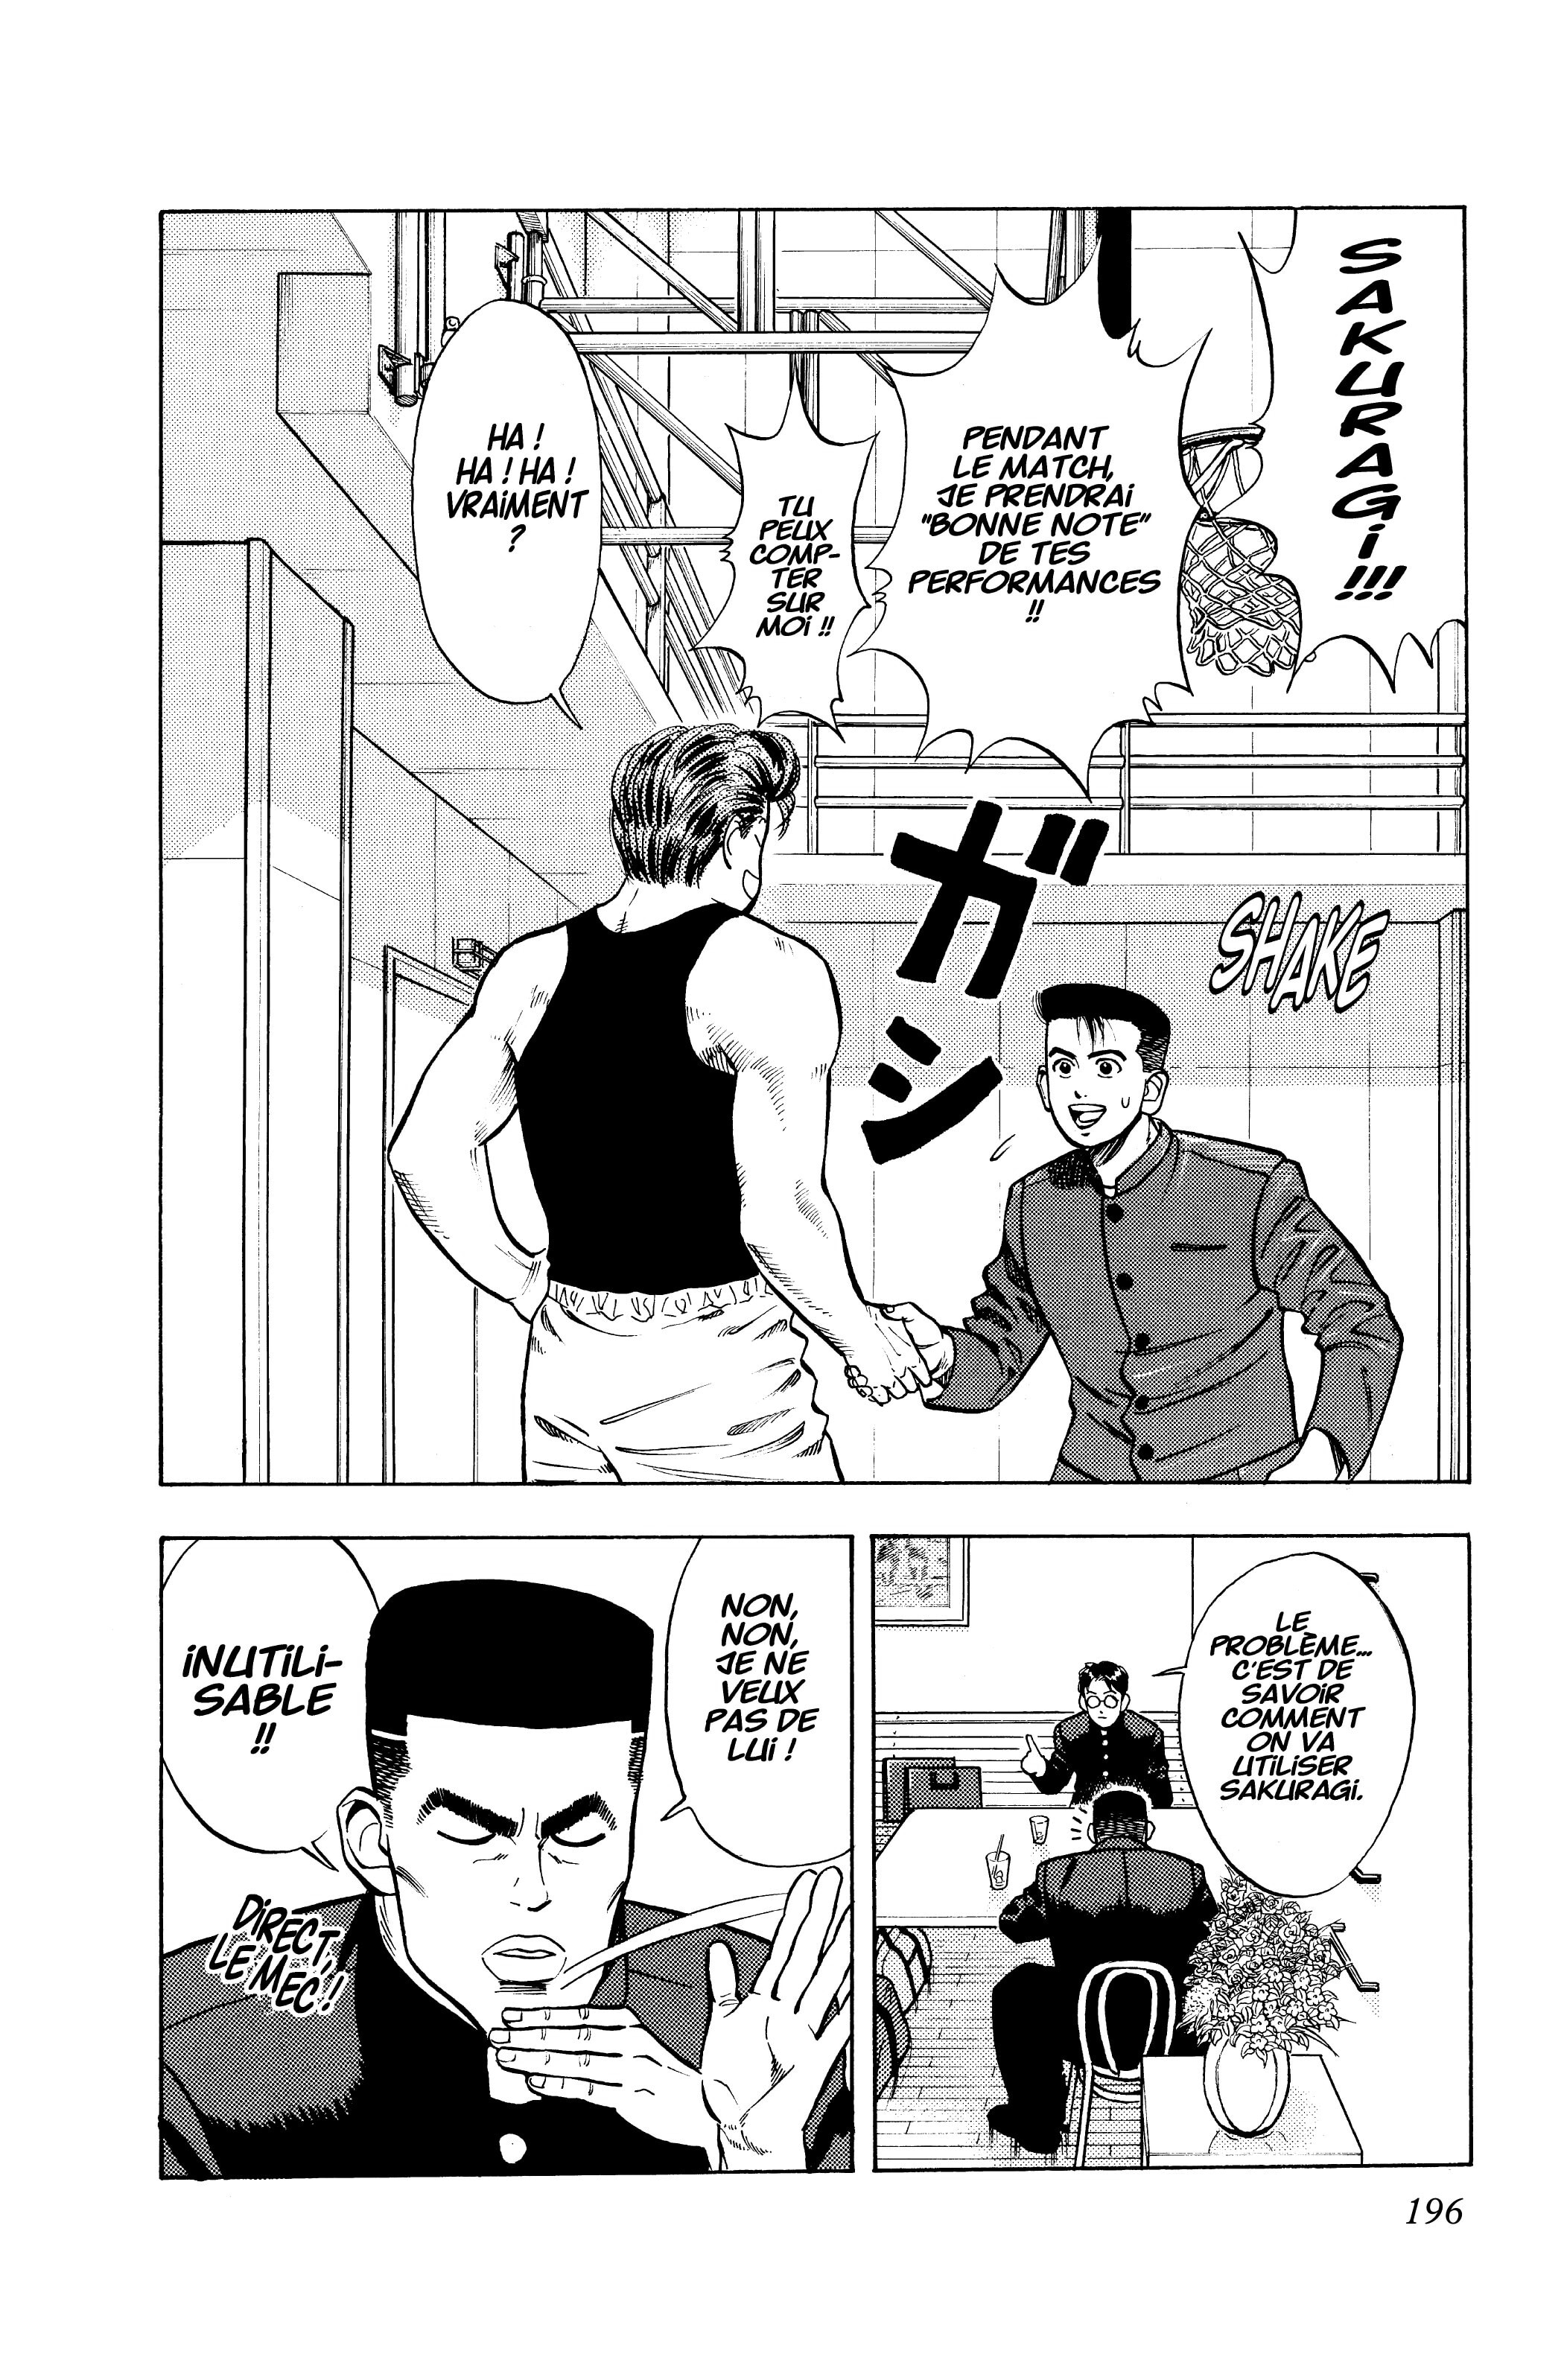 SAKURAGi!!!
PENDANT
LE MATCH,
JE PRENDRAi
"BONNE NOTE"
DE TES
PERFORMANCES
!!
TU
PEUX
COMP-
TER
SUR
MOi !!
HA !
HA ! HA !
VRAiMENT
?
ガシ
SHAKE
LE
PROBLÈME...
C'EST DE
SAVOiR
COMMENT
ON VA
UTiLiSER
SAKURAGi.
NON,
NON,
JE NE
VEUX
PAS DE
LUi !
iNUTiLi-
SABLE
!!
DiRECT,
LE MEC !
196